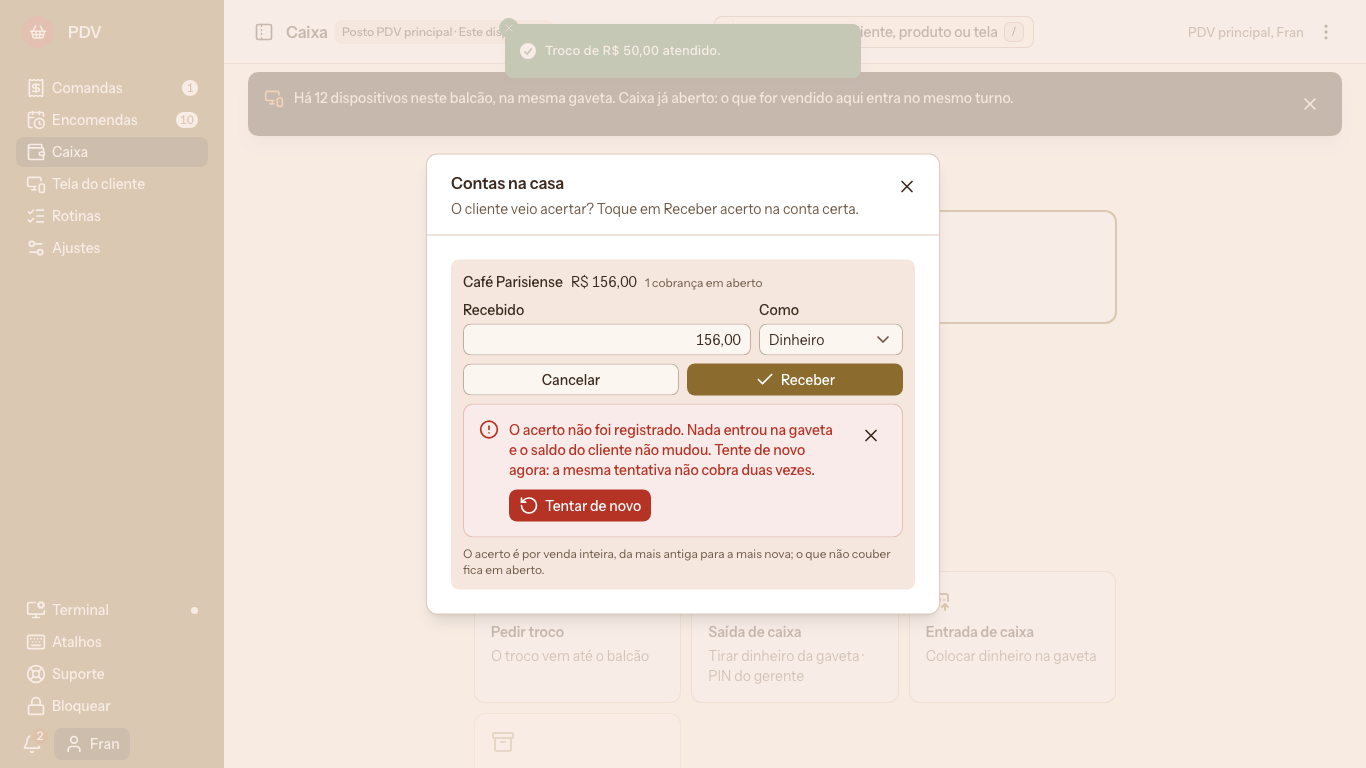 PDV
Caixa
Posto PDV principal · Este
iente, produto ou tela
/
PDV principal, Fran
Troco de R$ 50,00 atendido.
Comandas
1
Encomendas
10
Caixa
Tela do cliente
Rotinas
Ajustes
Há 12 dispositivos neste balcão, na mesma gaveta. Caixa já aberto: o que for vendido aqui entra no mesmo turno.
Contas na casa
O cliente veio acertar? Toque em Receber acerto na conta certa.
Café Parisiense R$ 156,00 1 cobrança em aberto
Recebido
Como
156,00
Dinheiro
Cancelar
Receber
O acerto não foi registrado. Nada entrou na gaveta
e o saldo do cliente não mudou. Tente de novo
agora: a mesma tentativa não cobra duas vezes.
Tentar de novo
O acerto é por venda inteira, da mais antiga para a mais nova; o que não couber
fica em aberto.
Pedir troco
O troco vem até o balcão
Saída de caixa
Tirar dinheiro da gaveta ·
PIN do gerente
Entrada de caixa
Colocar dinheiro na gaveta
Terminal
Atalhos
Suporte
Bloquear
2
Fran